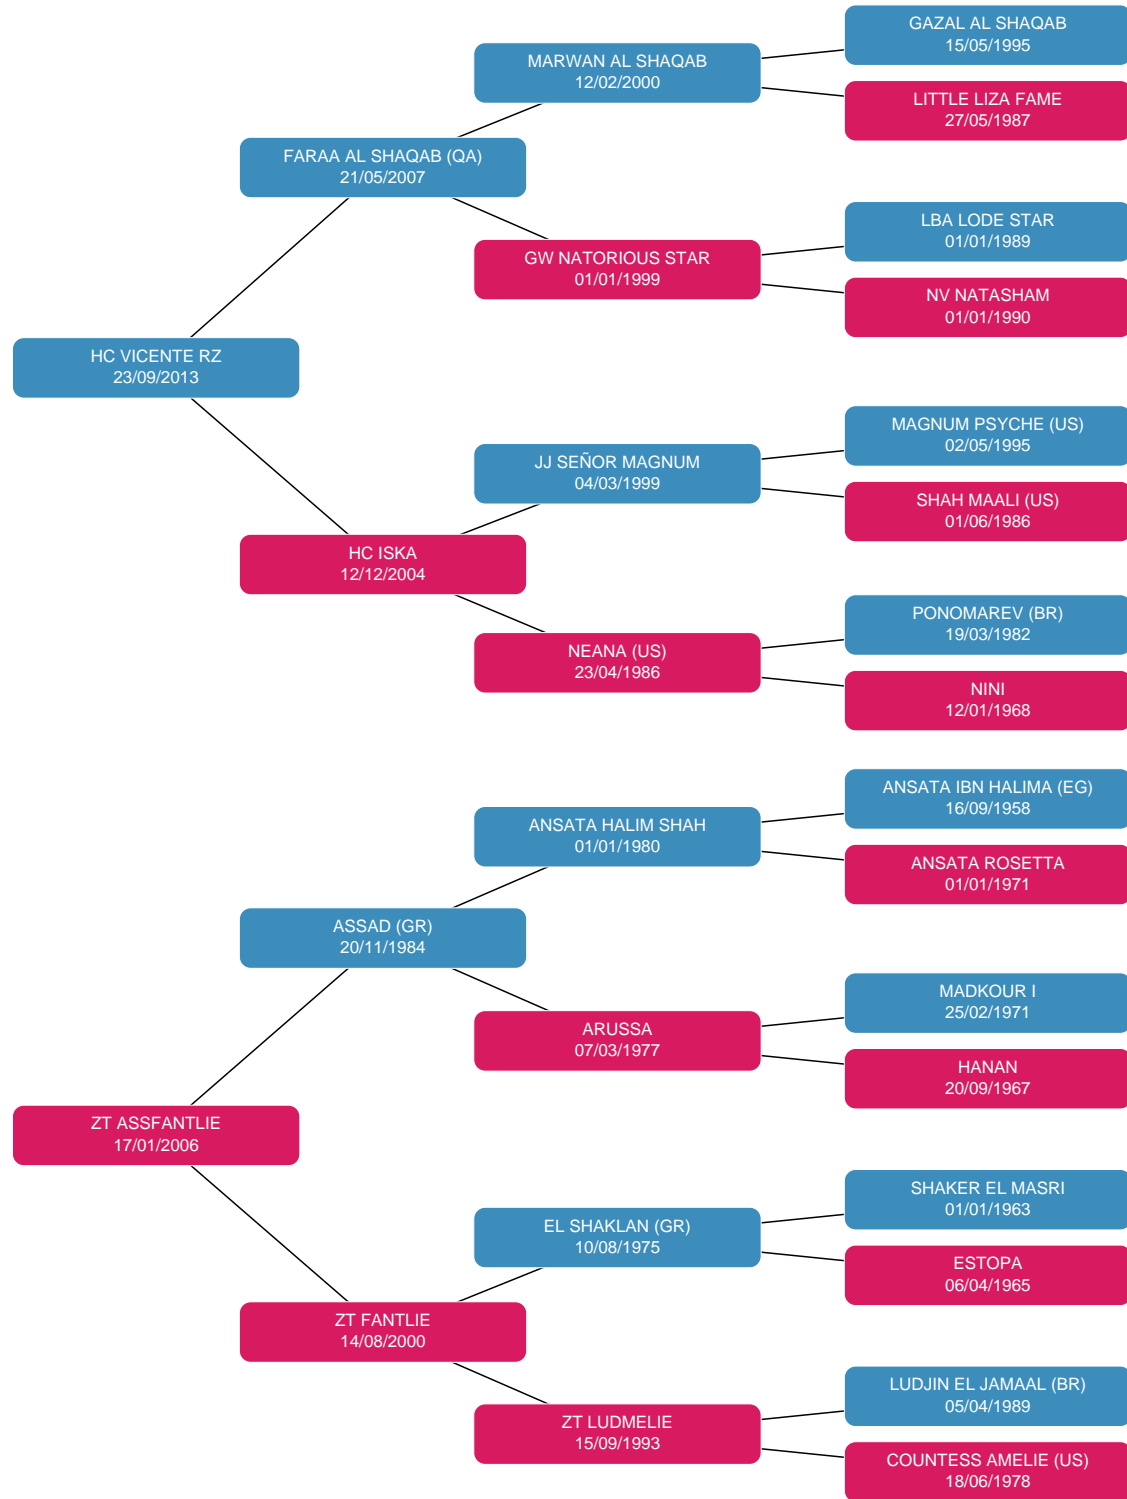 GAZAL AL SHAQAB
15/05/1995
MARWAN AL SHAQAB
12/02/2000
LITTLE LIZA FAME
27/05/1987
FARAA AL SHAQAB (QA)
21/05/2007
LBA LODE STAR
01/01/1989
GW NATORIOUS STAR
01/01/1999
NV NATASHAM
01/01/1990
HC VICENTE RZ
23/09/2013
MAGNUM PSYCHE (US)
02/05/1995
JJ SEÑOR MAGNUM
04/03/1999
SHAH MAALI (US)
01/06/1986
HC ISKA
12/12/2004
PONOMAREV (BR)
19/03/1982
NEANA (US)
23/04/1986
NINI
12/01/1968
ANSATA IBN HALIMA (EG)
16/09/1958
ANSATA HALIM SHAH
01/01/1980
ANSATA ROSETTA
01/01/1971
ASSAD (GR)
20/11/1984
MADKOUR I
25/02/1971
ARUSSA
07/03/1977
HANAN
20/09/1967
ZT ASSFANTLIE
17/01/2006
SHAKER EL MASRI
01/01/1963
EL SHAKLAN (GR)
10/08/1975
ESTOPA
06/04/1965
ZT FANTLIE
14/08/2000
LUDJIN EL JAMAAL (BR)
05/04/1989
ZT LUDMELIE
15/09/1993
COUNTESS AMELIE (US)
18/06/1978